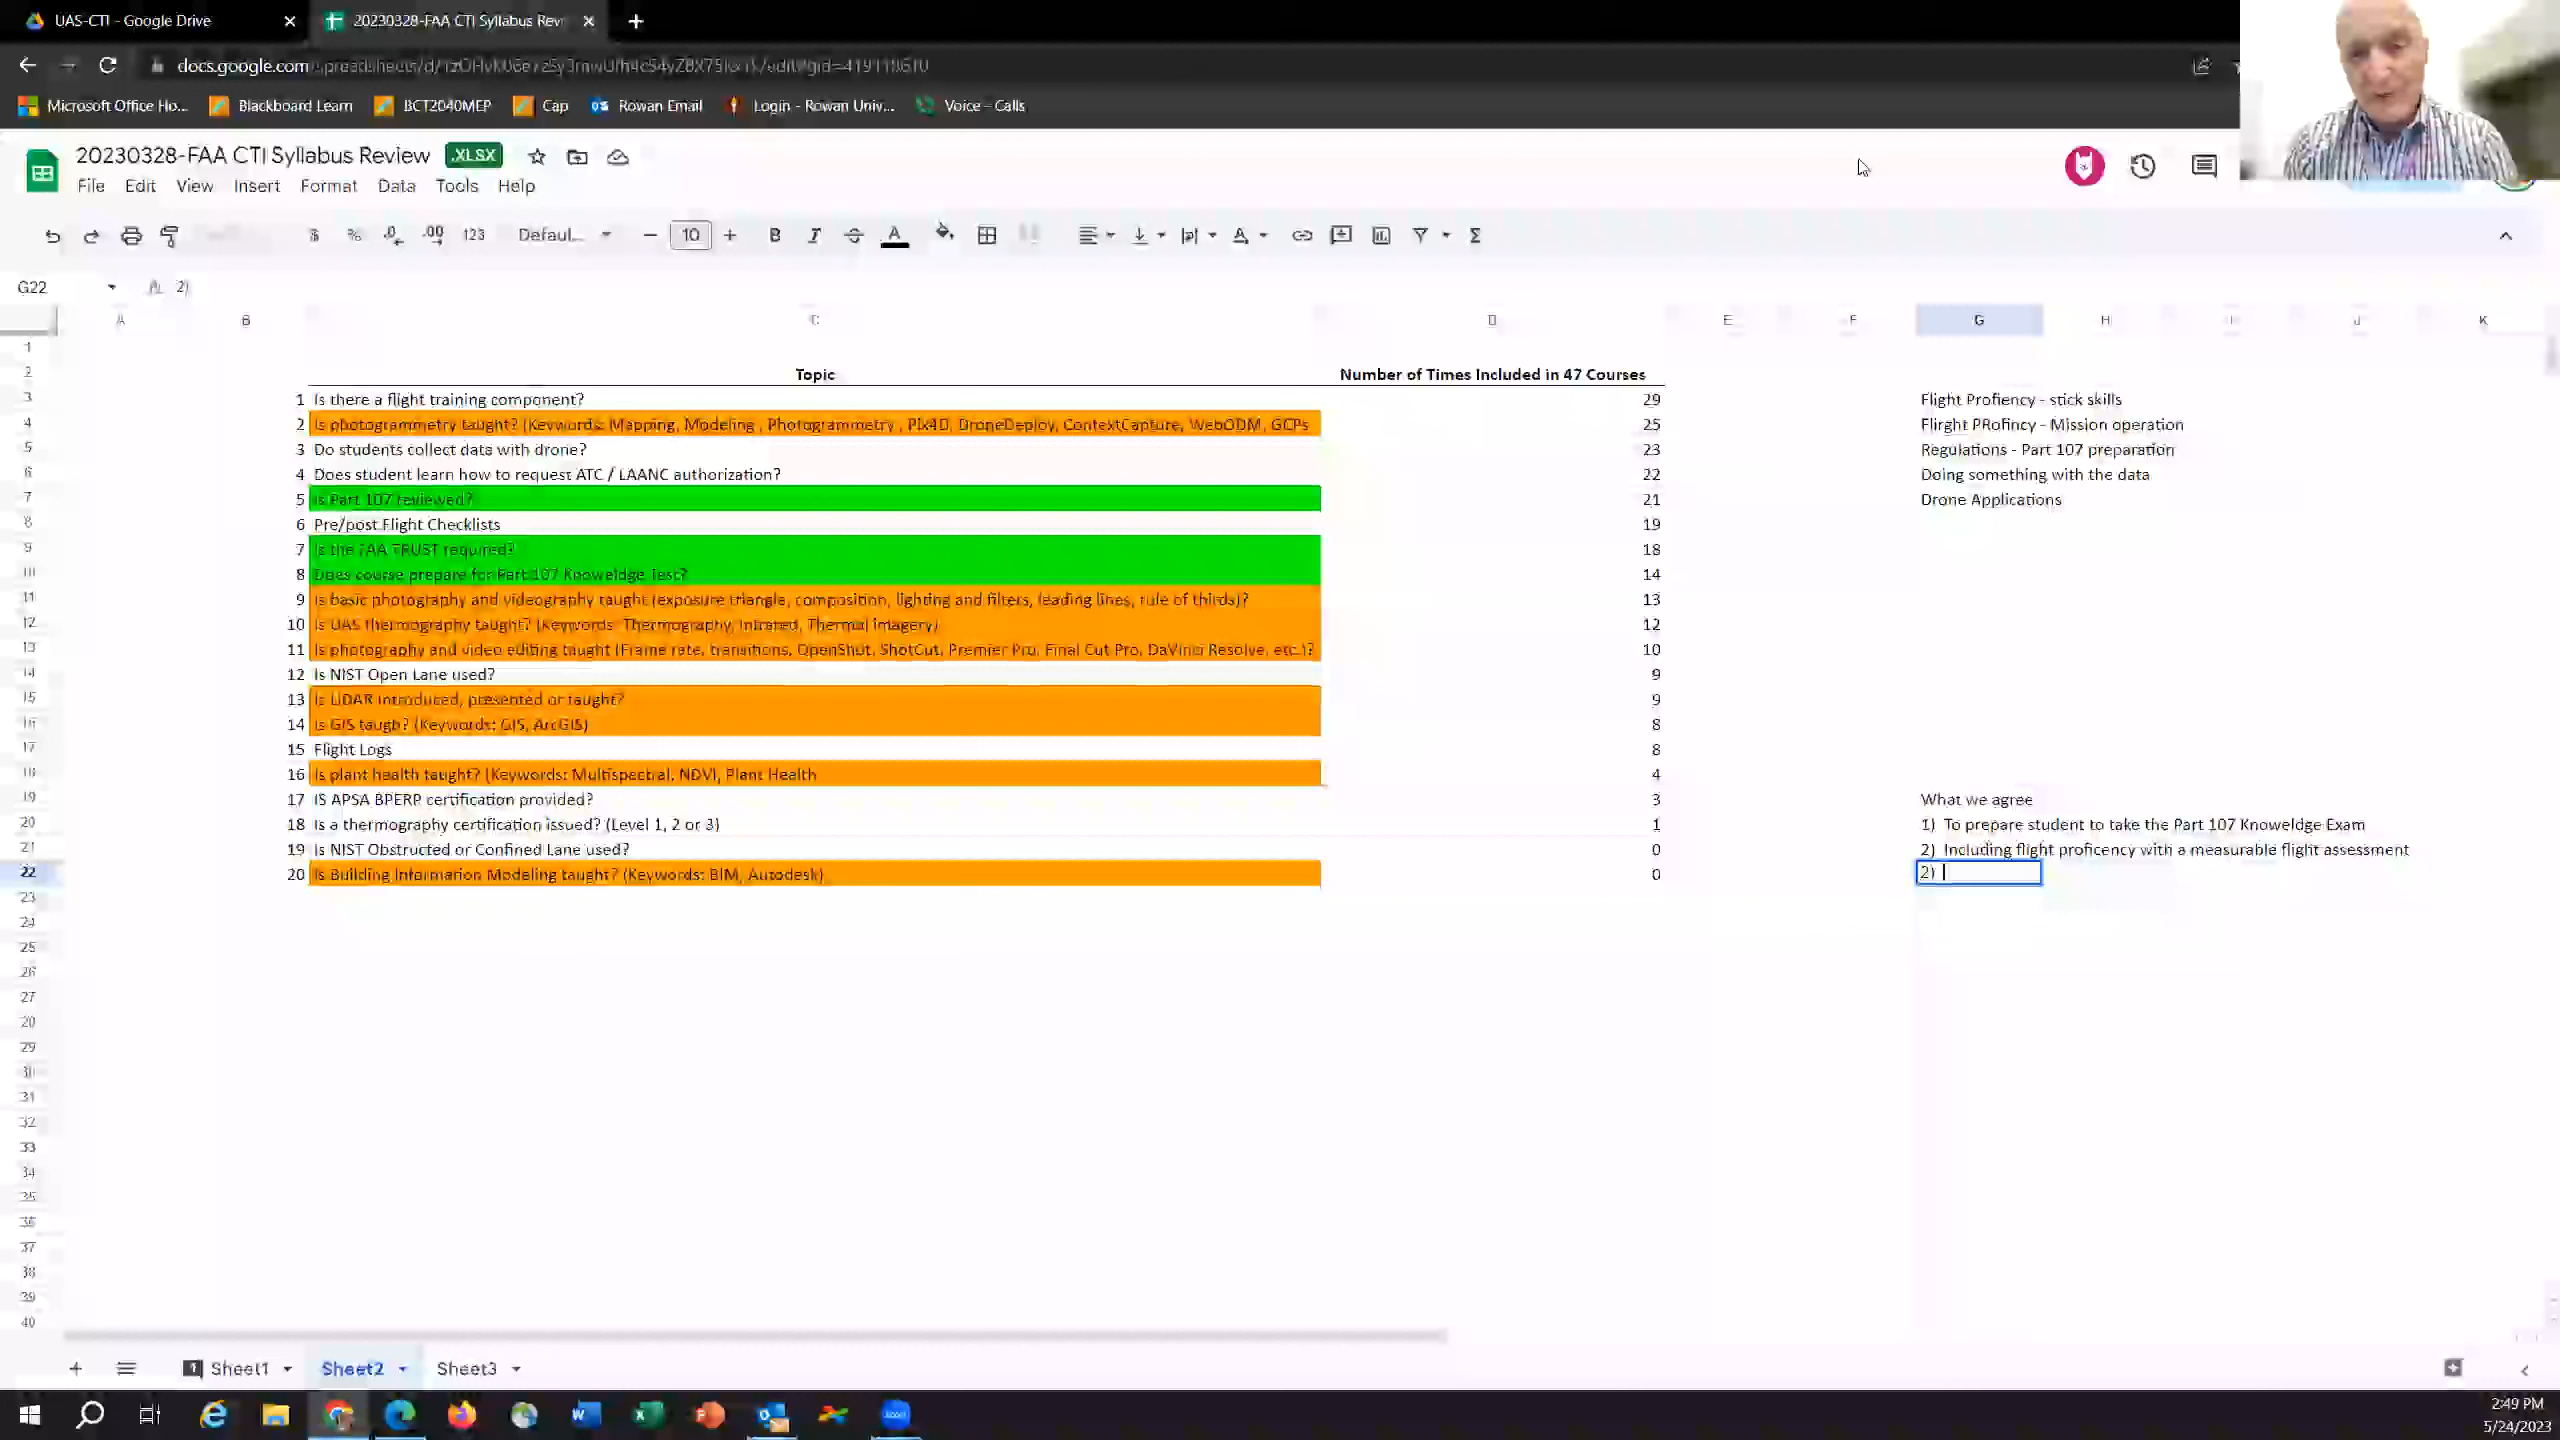 UAS-CTI - Google Drive
20230328-FAA CTI Syllabus Rev
docs.google.com
Microsoft Office Ho...
Blackboard Learn
BCT2040MEP
Cap
Rowan Email
Login - Rowan Univ...
Voice - Calls
20230328-FAA CTI Syllabus Review .XLSX
File Edit View Insert Format Data Tools Help
$ % .0 .00 123 Defaul... 10 B I A
G22 2)
A B C D E F G H I J K
Topic Number of Times Included in 47 Courses
1 Is there a flight training component? 29 Flight Profiency - stick skills
2 Is photogrammetry taught? (Keywords: Mapping, Modeling , Photogrammetry , Pix4D, DroneDeploy, ContextCapture, WebODM, GCPs 25 Flirght PRofincy - Mission operation
3 Do students collect data with drone? 23 Regulations - Part 107 preparation
4 Does student learn how to request ATC / LAANC authorization? 22 Doing something with the data
5 Is Part 107 reviewed? 21 Drone Applications
6 Pre/post Flight Checklists 19
7 Is the FAA TRUST required? 18
8 Does course prepare for Part 107 Knoweldge Test? 14
9 Is basic photography and videography taught (exposure triangle, composition, lighting and filters, leading lines, rule of thirds)? 13
10 Is UAS thermography taught? (Keywords: Thermography, Infrared, Thermal imagery) 12
11 Is photography and video editing taught (Frame rate, transitions, OpenShot, ShotCut, Premier Pro, Final Cut Pro, DaVinci Resolve, etc.)? 10
12 Is NIST Open Lane used? 9
13 Is LiDAR introduced, presented or taught? 9
14 Is GIS taugh? (Keywords: GIS, ArcGIS) 8
15 Flight Logs 8
16 Is plant health taught? (Keywords: Multispectral, NDVI, Plant Health 4
17 IS APSA BPERP certification provided? 3 What we agree
18 Is a thermography certification issued? (Level 1, 2 or 3) 1 1) To prepare student to take the Part 107 Knoweldge Exam
19 Is NIST Obstructed or Confined Lane used? 0 2) Including flight proficency with a measurable flight assessment
20 Is Building Information Modeling taught? (Keywords: BIM, Autodesk) 0 2)
Sheet1 Sheet2 Sheet3
2:49 PM
5/24/2023